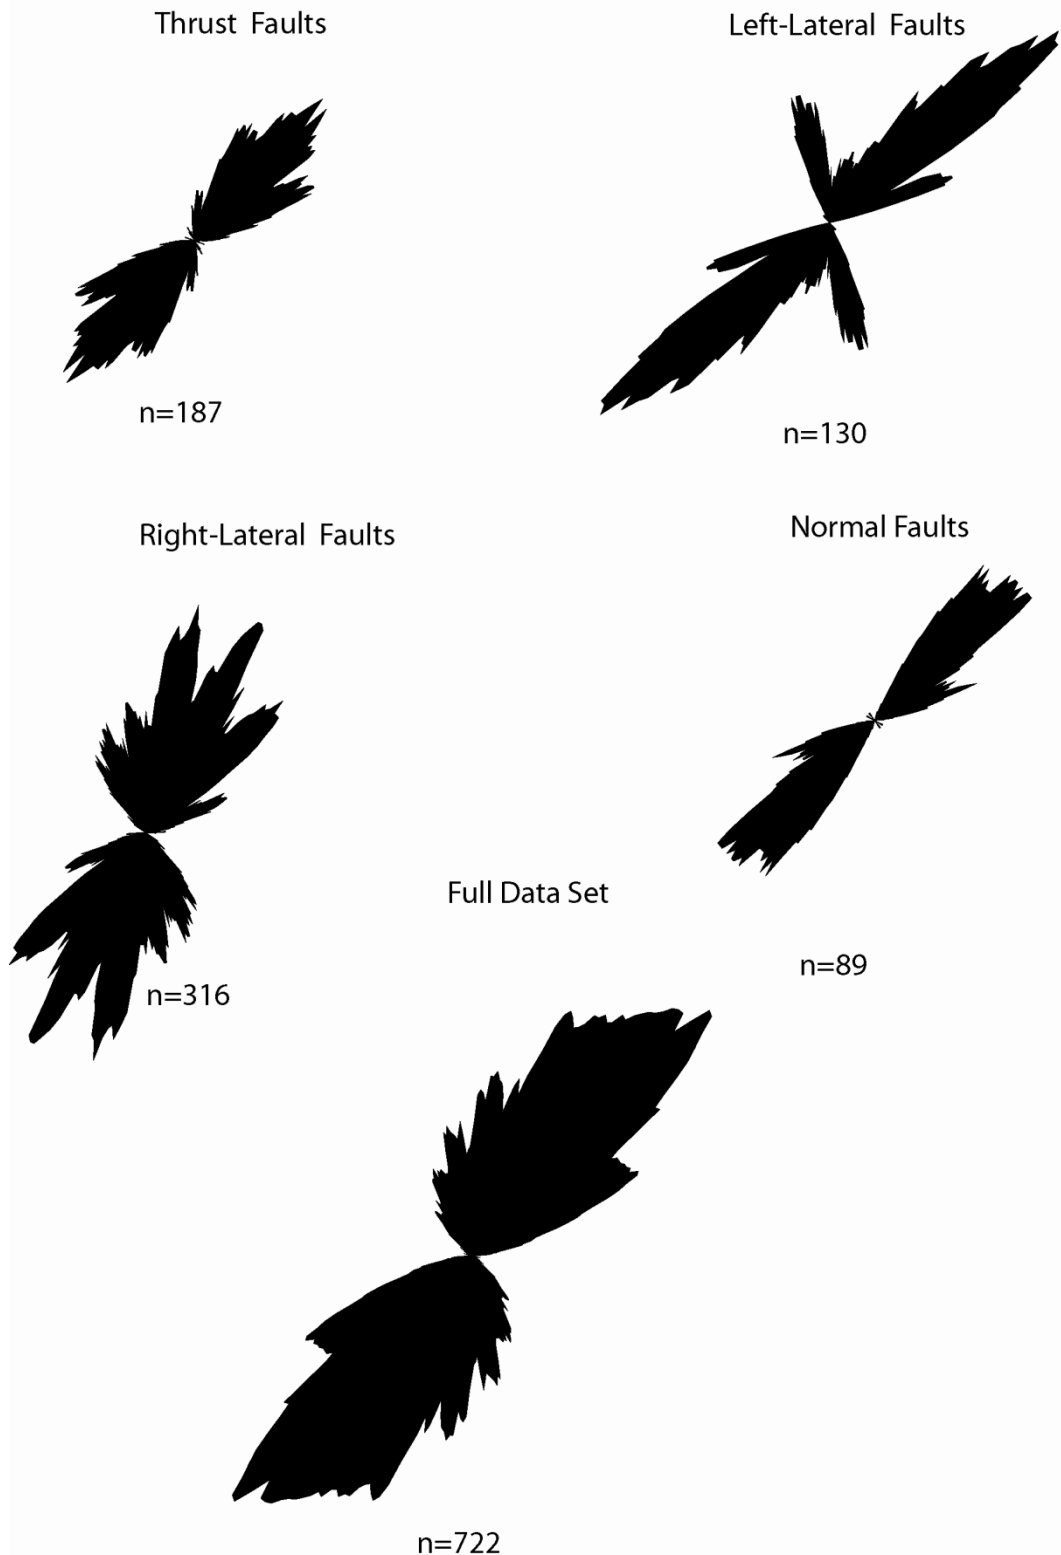 Thrust Faults
Left-Lateral Faults
n=187
n=130
Right-Lateral Faults
Normal Faults
n=316
n=89
Full Data Set
n=722